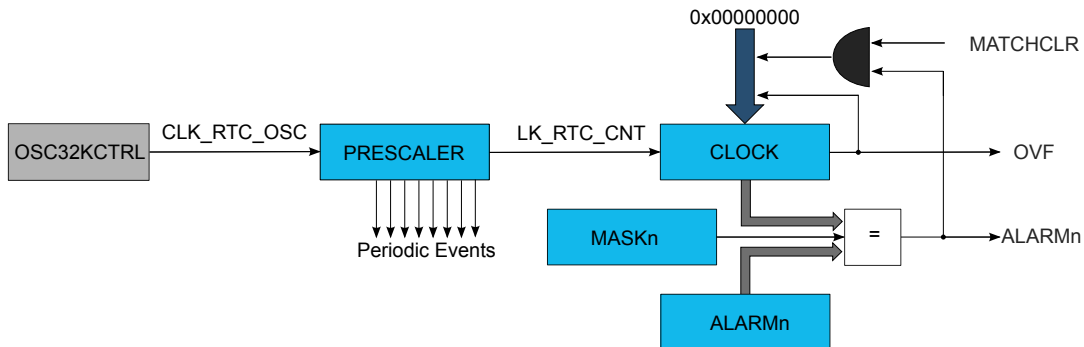 0x00000000
MATCHCLR
CLK_RTC_OSC
LK_RTC_CNT
OSC32KCTRL
PRESCALER
CLOCK
OVF
Periodic Events
MASKn
=
ALARMn
ALARMn